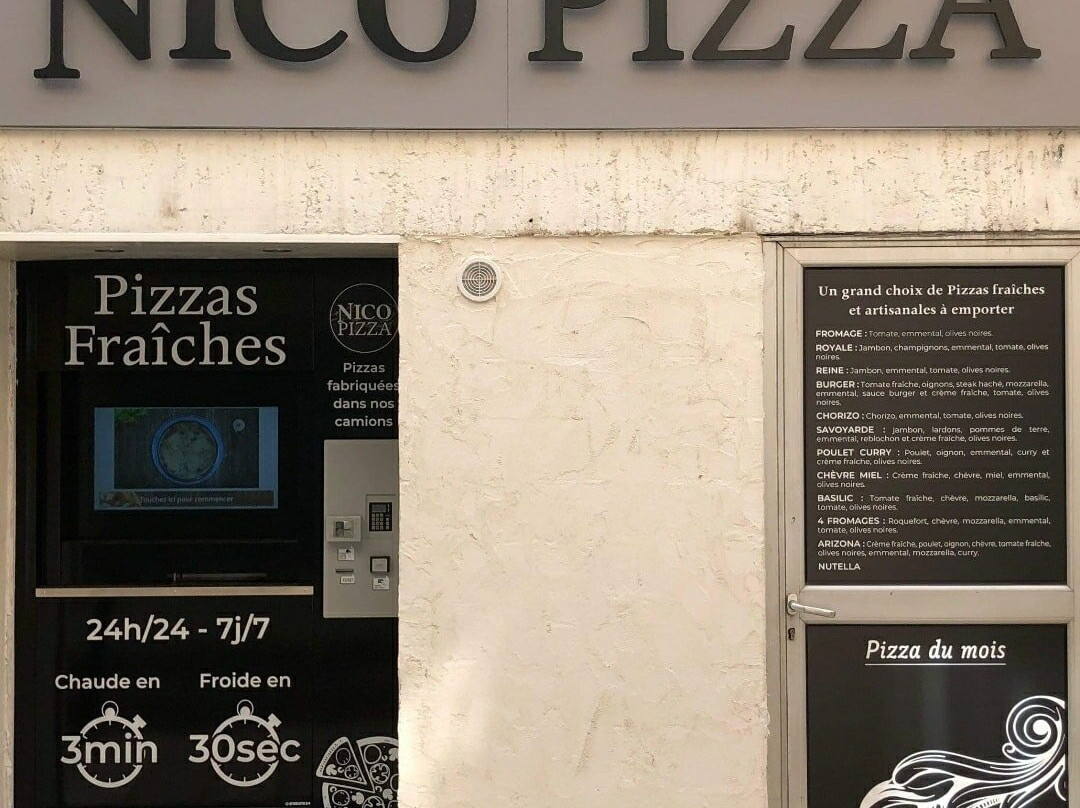 NICO PIZZA
Pizzas
Fraîches
NICO
PIZZA
Pizzas
fabriquées
dans nos
camions
Touchez ici pour commencer
24h/24 - 7j/7
Chaude en
3min
Froide en
30sec
Un grand choix de Pizzas fraîches
et artisanales à emporter
FROMAGE : Tomate, emmental, olives noires.
ROYALE : Jambon, champignons, emmental, tomate, olives
noires.
REINE : Jambon, emmental, tomate, olives noires.
BURGER : Tomate fraîche, oignons, steak haché, mozzarella,
emmental, sauce burger et crème fraîche, tomate, olives
noires.
CHORIZO : Chorizo, emmental, tomate, olives noires.
SAVOYARDE : jambon, lardons, pommes de terre,
emmental, reblochon et crème fraîche, olives noires.
POULET CURRY : Poulet, oignon, emmental, curry et
crème fraîche, olives noires.
CHÈVRE MIEL : Crème fraîche, chèvre, miel, emmental,
olives noires.
BASILIC : Tomate fraîche, chèvre, mozzarella, basilic,
tomate, olives noires.
4 FROMAGES : Roquefort, chèvre, mozzarella, emmental,
tomate, olives noires.
ARIZONA : Crème fraîche, poulet, oignon, chèvre, tomate fraîche,
olives noires, emmental, mozzarella, curry.
NUTELLA
Pizza du mois